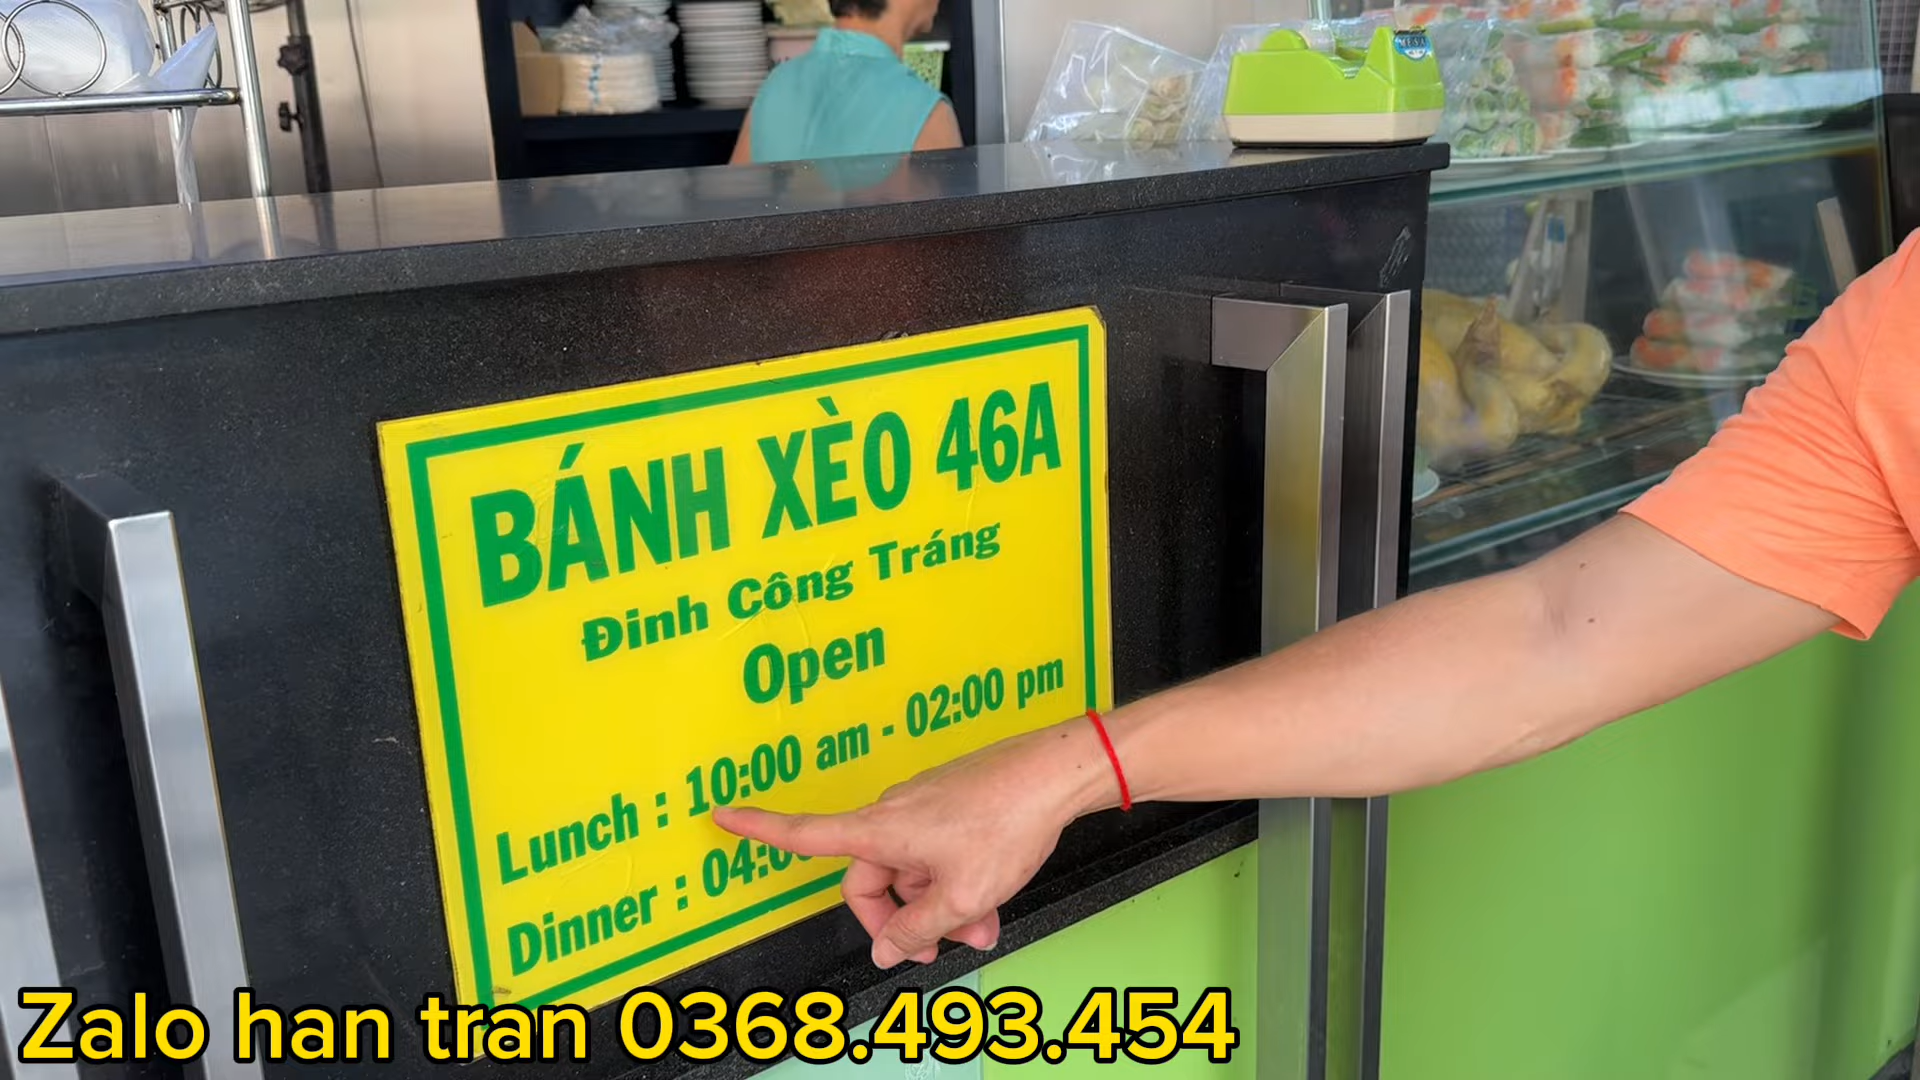 BÁNH XÈO 46A
Đinh Công Tráng
Open
Lunch : 10:00 am - 02:00 pm
Dinner :
Zalo han tran 0368.493.454